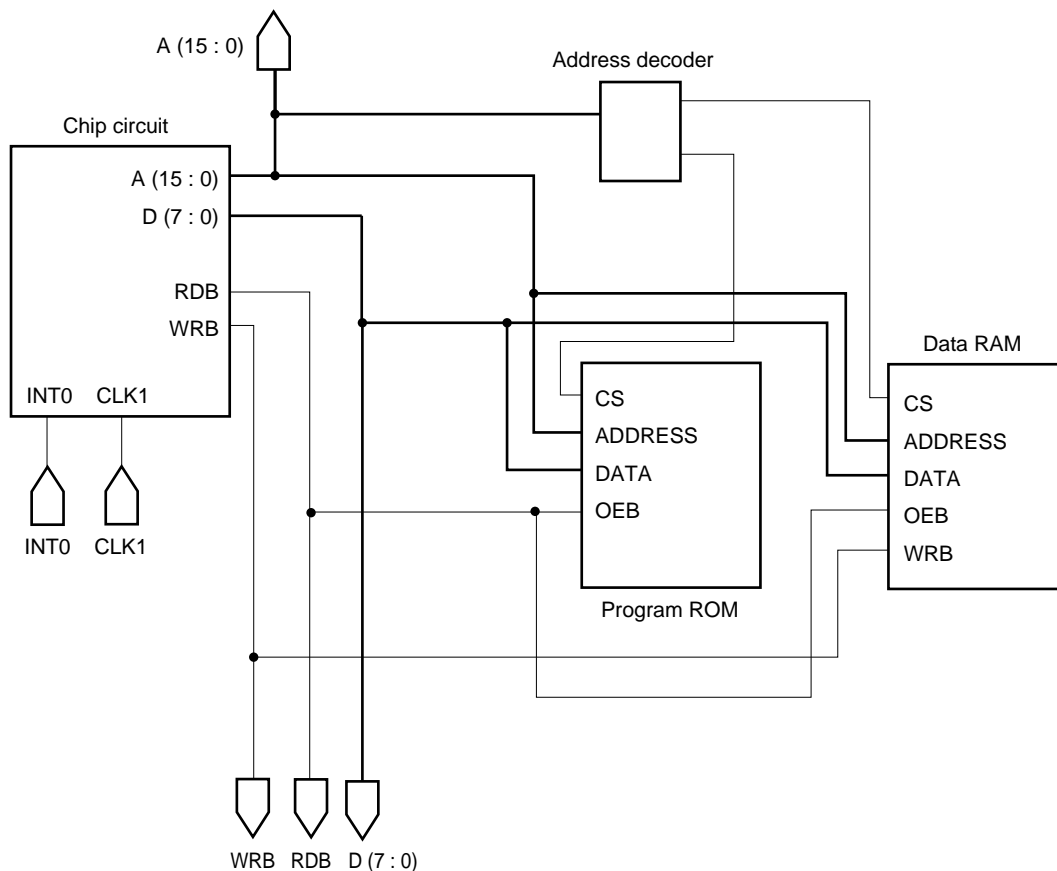 A (15 : 0)
Address decoder
Chip circuit
A (15 : 0)
D (7 : 0)
RDB
WRB
INT0 CLK1
INT0 CLK1
CS
ADDRESS
DATA
OEB
Program ROM
Data RAM
CS
ADDRESS
DATA
OEB
WRB
WRB RDB D (7 : 0)